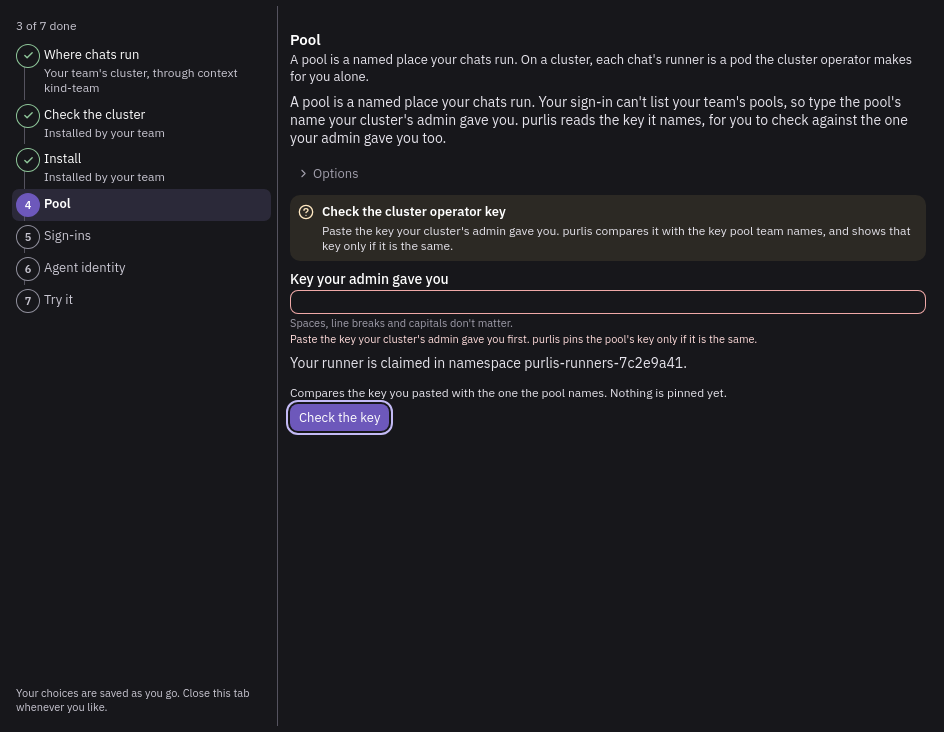 3 of 7 done
Where chats run
Your team's cluster, through context
kind-team
Check the cluster
Installed by your team
Install
Installed by your team
4 Pool
5 Sign-ins
6 Agent identity
7 Try it
Your choices are saved as you go. Close this tab
whenever you like.
Pool
A pool is a named place your chats run. On a cluster, each chat's runner is a pod the cluster operator makes
for you alone.
A pool is a named place your chats run. Your sign-in can't list your team's pools, so type the pool's
name your cluster's admin gave you. purlis reads the key it names, for you to check against the one
your admin gave you too.
Options
Check the cluster operator key
Paste the key your cluster's admin gave you. purlis compares it with the key pool team names, and shows that
key only if it is the same.
Key your admin gave you
Spaces, line breaks and capitals don't matter.
Paste the key your cluster's admin gave you first. purlis pins the pool's key only if it is the same.
Your runner is claimed in namespace purlis-runners-7c2e9a41.
Compares the key you pasted with the one the pool names. Nothing is pinned yet.
Check the key